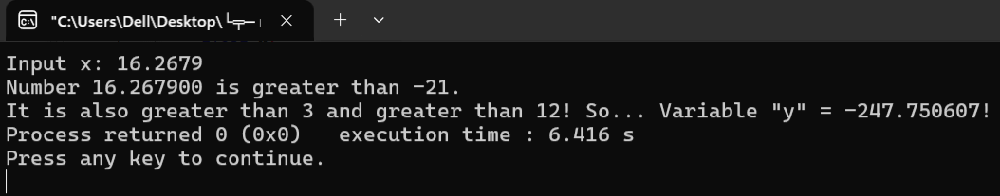 "C:\Users\Dell\Desktop\
Input x: 16.2679
Number 16.267900 is greater than -21.
It is also greater than 3 and greater than 12! So... Variable "y" = -247.750607!
Process returned 0 (0x0)   execution time : 6.416 s
Press any key to continue.